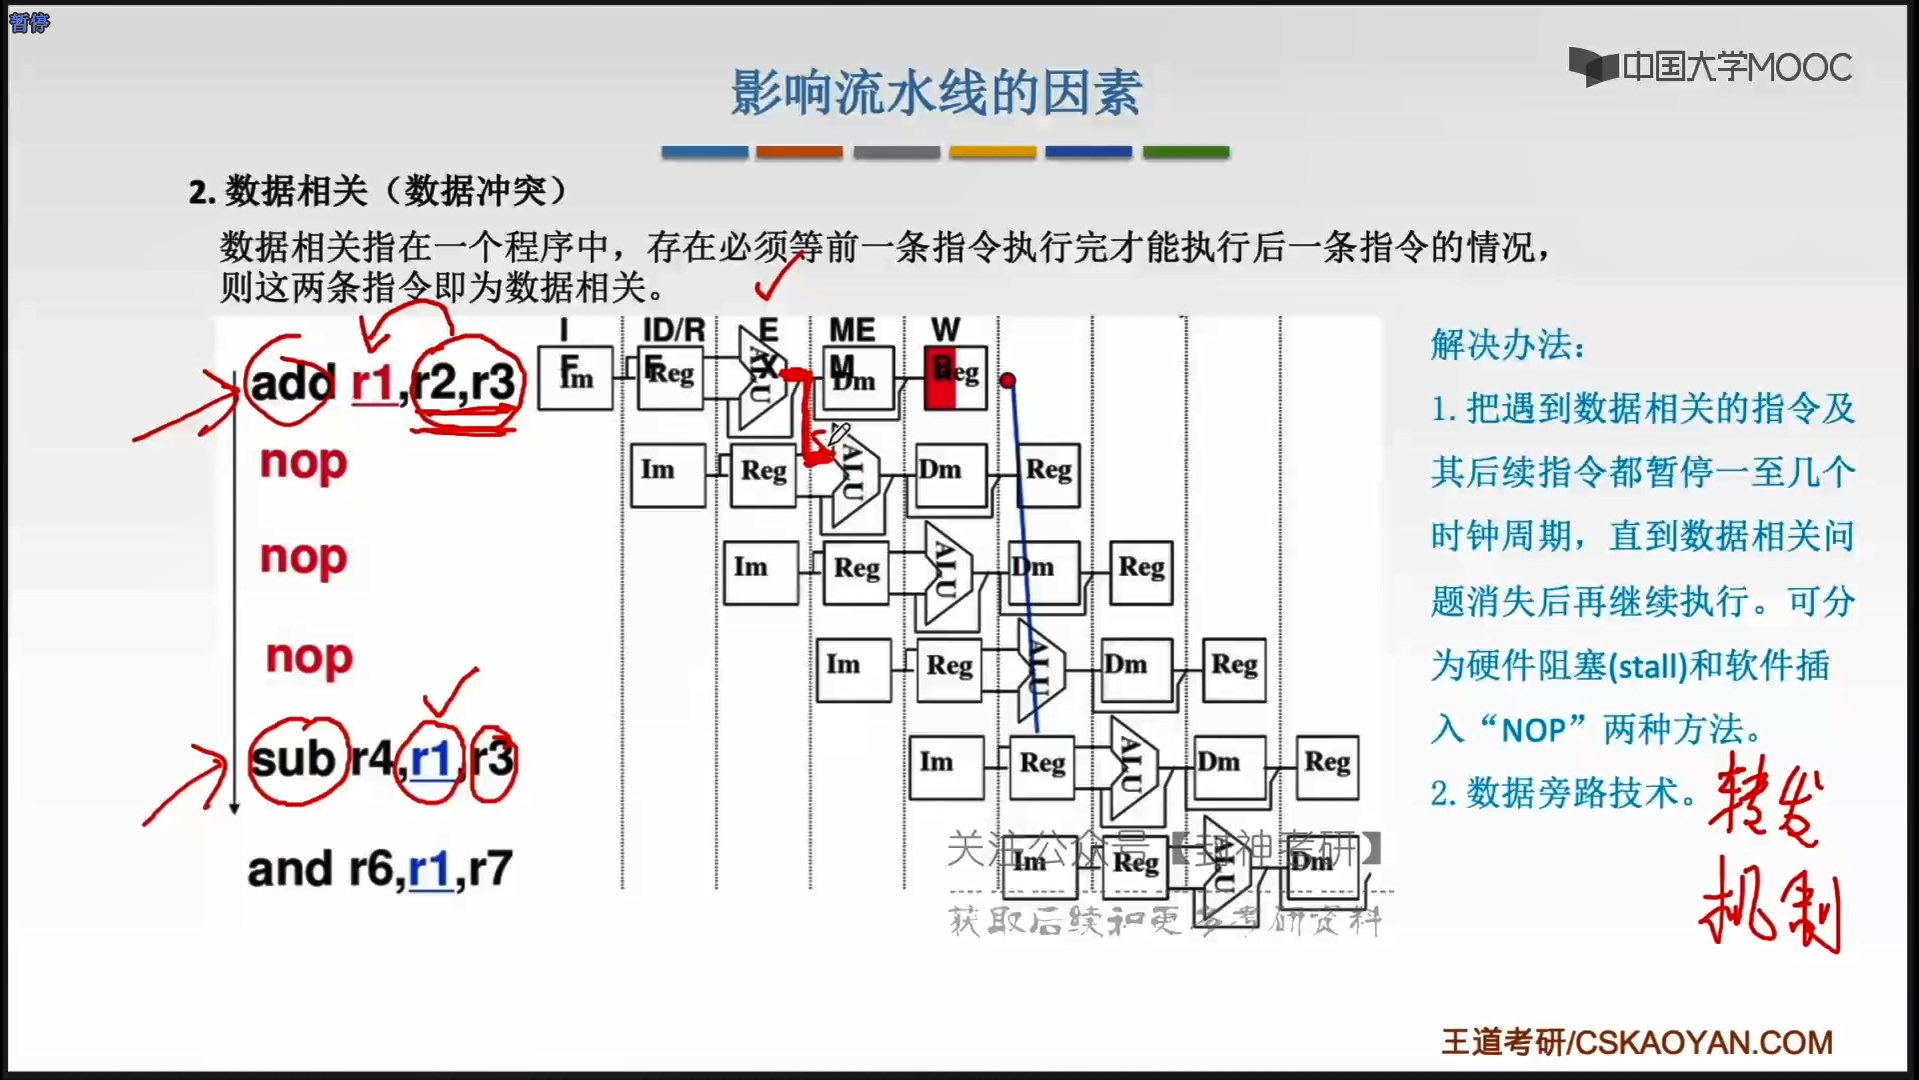 暂停
中国大学MOOC
影响流水线的因素
2. 数据相关（数据冲突）
数据相关指在一个程序中，存在必须等前一条指令执行完才能执行后一条指令的情况，
则这两条指令即为数据相关。
IF ID/RF EX MEM WB
add r1,r2,r3 Im Reg ALU Dm Reg
nop Im Reg ALU Dm Reg
nop Im Reg ALU Dm Reg
nop Im Reg ALU Dm Reg
sub r4,r1,r3 Im Reg ALU Dm Reg
and r6,r1,r7 Im Reg ALU Dm
关注公众号【封神考研】
获取后续和更多考研资料
解决办法：
1. 把遇到数据相关的指令及
其后续指令都暂停一至几个
时钟周期，直到数据相关问
题消失后再继续执行。可分
为硬件阻塞(stall)和软件插
入“NOP”两种方法。
2. 数据旁路技术。
转发
机制
王道考研/CSKAOYAN.COM